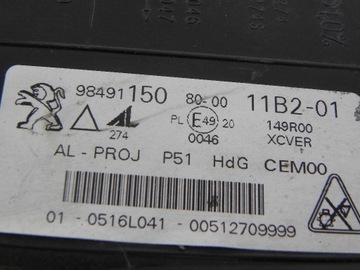 98491150 80-00 11B2-01
AL 274 PL E49 20 149R00
0046 XCVER
AL - PROJ P51 HdG CEM00
01 - 0516L041 - 00512709999